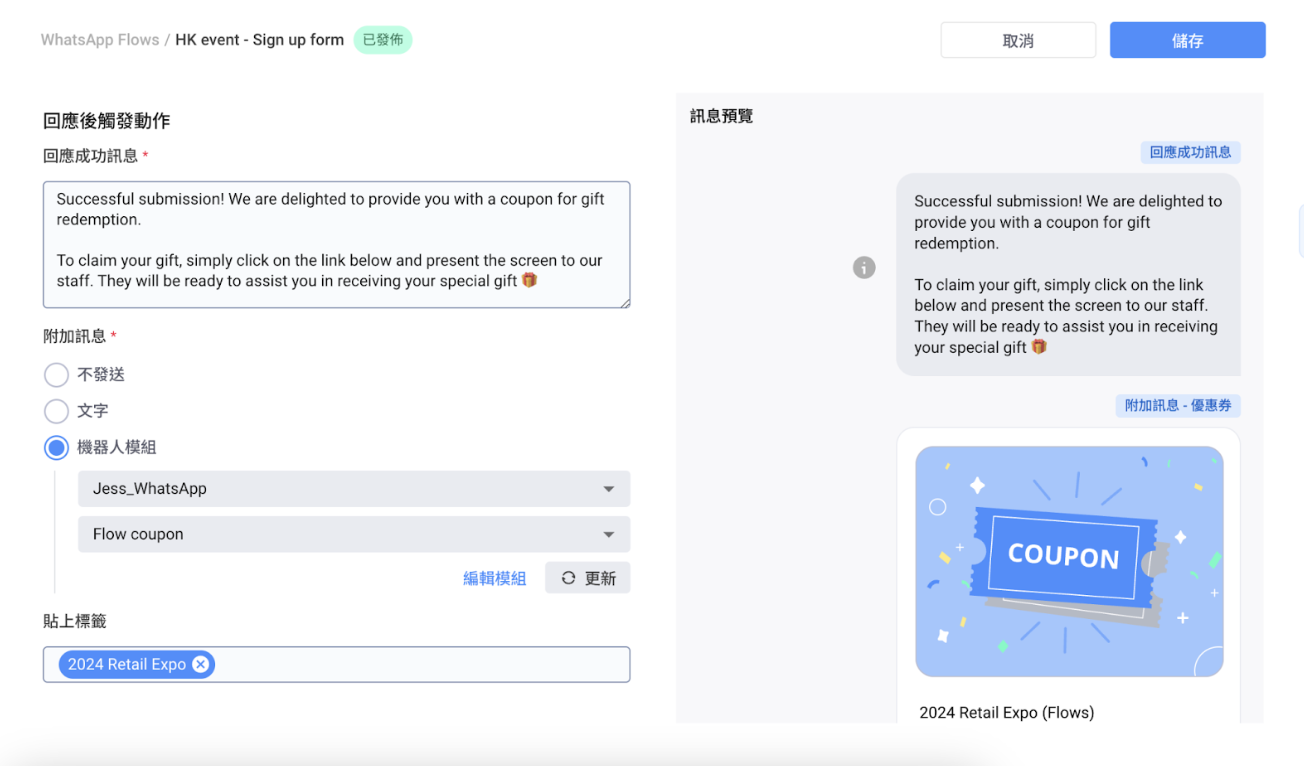 WhatsApp Flows / HK event - Sign up form 已發佈
取消
儲存
回應後觸發動作
回應成功訊息 *
Successful submission! We are delighted to provide you with a coupon for gift
redemption.
To claim your gift, simply click on the link below and present the screen to our
staff. They will be ready to assist you in receiving your special gift 🎁
附加訊息 *
不發送
文字
機器人模組
Jess_WhatsApp
Flow coupon
編輯模組
更新
貼上標籤
2024 Retail Expo
訊息預覽
回應成功訊息
Successful submission! We are delighted to
provide you with a coupon for gift
redemption.
To claim your gift, simply click on the link
below and present the screen to our staff.
They will be ready to assist you in receiving
your special gift 🎁
附加訊息 - 優惠券
COUPON
2024 Retail Expo (Flows)